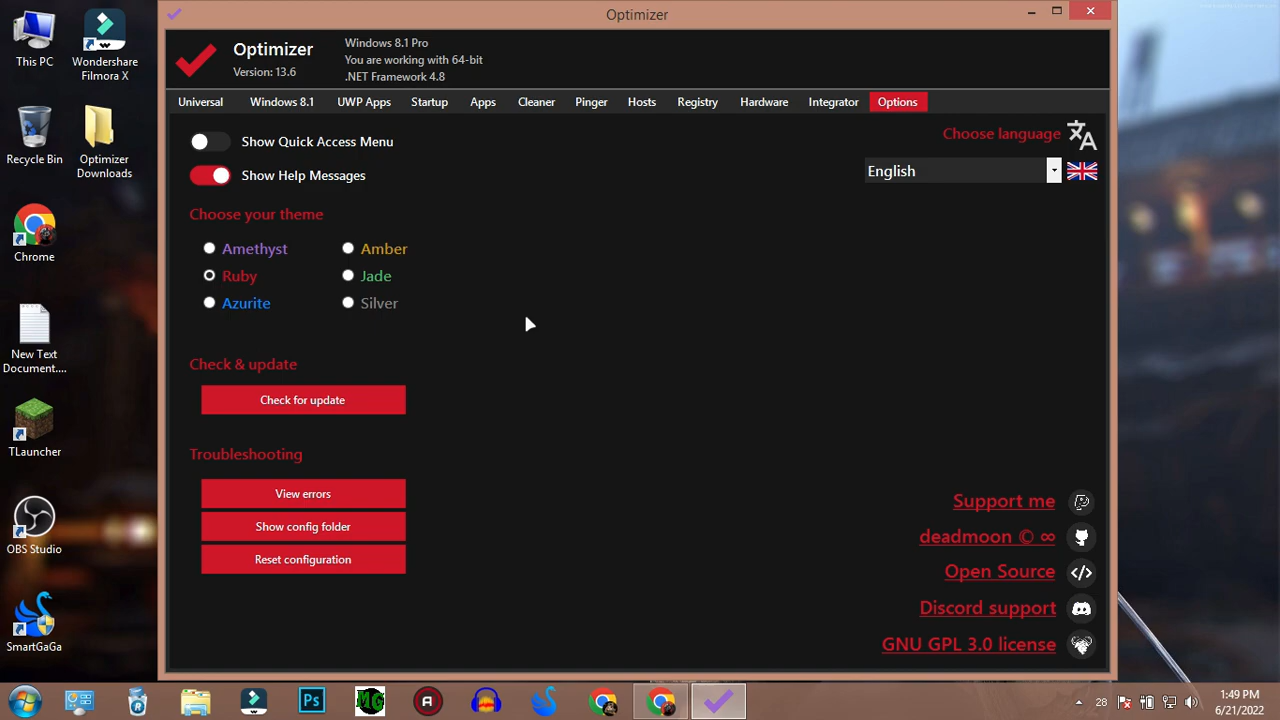 Optimizer
Optimizer
Version: 13.6
Windows 8.1 Pro
You are working with 64-bit
.NET Framework 4.8
Universal
Windows 8.1
UWP Apps
Startup
Apps
Cleaner
Pinger
Hosts
Registry
Hardware
Integrator
Options
Show Quick Access Menu
Show Help Messages
Choose language
English
Choose your theme
Amethyst
Amber
Ruby
Jade
Azurite
Silver
Check & update
Check for update
Troubleshooting
View errors
Show config folder
Reset configuration
Support me
deadmoon © ∞
Open Source
Discord support
GNU GPL 3.0 license
This PC
Wondershare
Filmora X
Recycle Bin
Optimizer
Downloads
Chrome
New Text
Document....
TLauncher
OBS Studio
SmartGaGa
Ps
MG
A
28
1:49 PM
6/21/2022